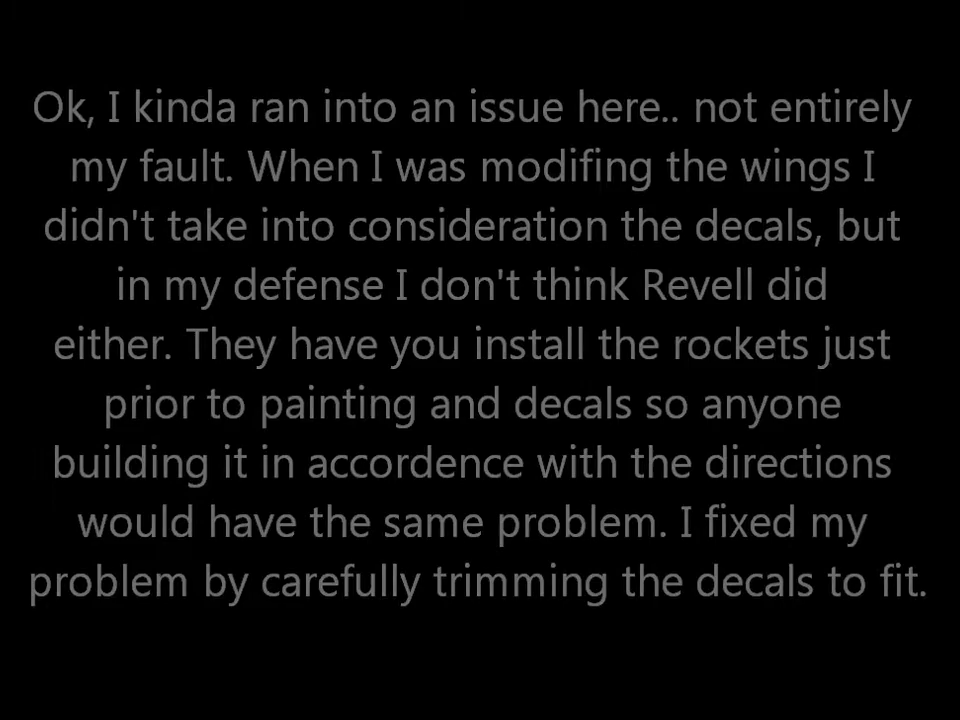 Ok, I kinda ran into an issue here.. not entirely
my fault. When I was modifing the wings I
didn't take into consideration the decals, but
in my defense I don't think Revell did
either. They have you install the rockets just
prior to painting and decals so anyone
building it in accordence with the directions
would have the same problem. I fixed my
problem by carefully trimming the decals to fit.